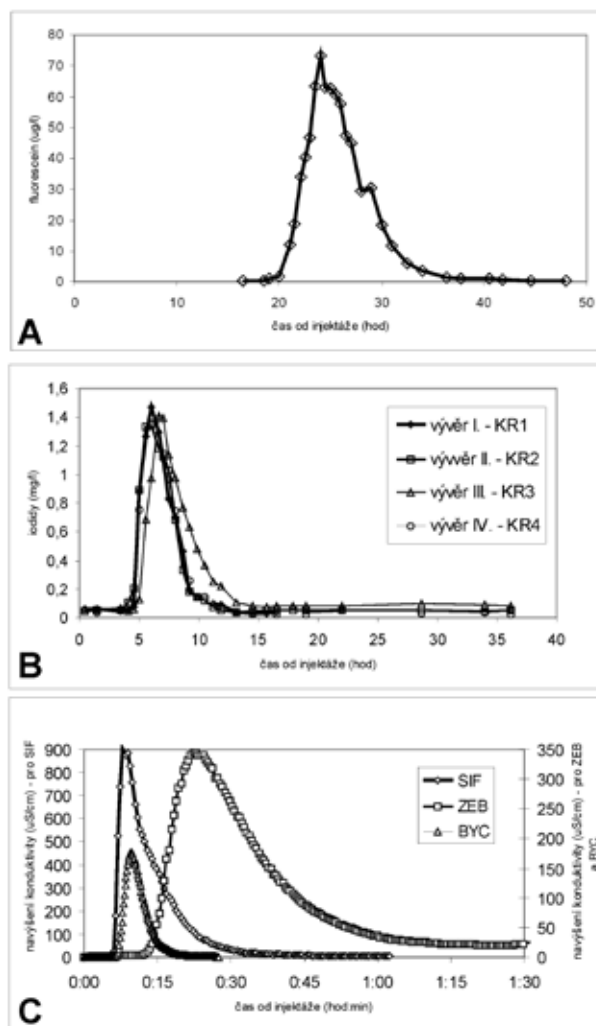 fluorescein (ug/l)
80
70
60
50
40
30
20
10
0
0 10 20 30 40 50
čas od injektáže (hod)
A
jodidy (mg/l)
1,6
1,4
1,2
1
0,8
0,6
0,4
0,2
0
vývěr I. - KR1
vývvěr II. - KR2
vývěr III. - KR3
vývěr IV. - KR4
0 5 10 15 20 25 30 35 40
čas od injektáže (hod)
B
navýšení konduktivity (uS/cm) - pro SIF
900
800
700
600
500
400
300
200
100
0
SIF
ZEB
BYC
350
300
250
200
150
100
50
0
navýšení konduktivity (uS/cm) - pro ZEB
a BYC
0:00 0:15 0:30 0:45 1:00 1:15 1:30
čas od injektáže (hod:min)
C